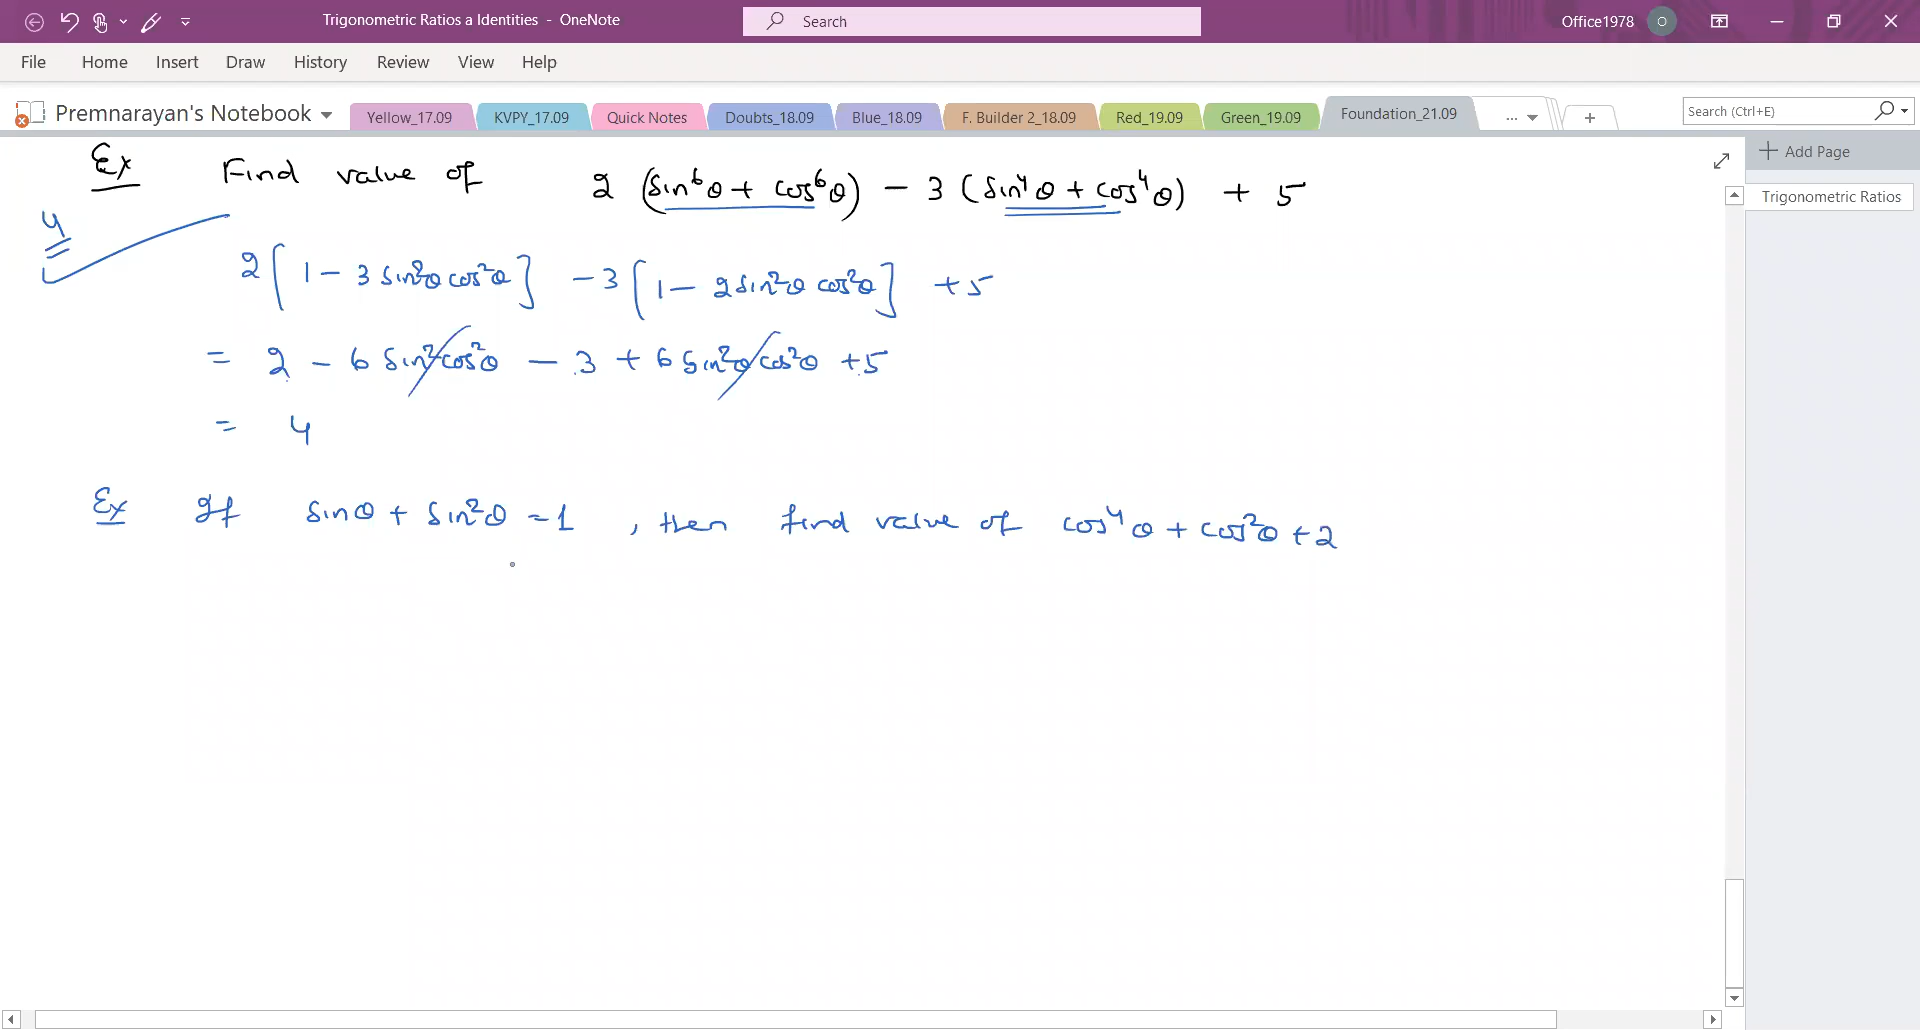 Trigonometric Ratios a Identities - OneNote
Search
Office1978 O
File Home Insert Draw History Review View Help
Premnarayan's Notebook
Yellow_17.09 KVPY_17.09 Quick Notes Doubts_18.09 Blue_18.09 F. Builder 2_18.09 Red_19.09 Green_19.09 Foundation_21.09 ... +
Search (Ctrl+E)
+ Add Page
Trigonometric Ratios
Ex Find value of 2 (sin⁶θ + cos⁶θ) - 3 (sin⁴θ + cos⁴θ) + 5
4
2 [1 - 3 sin²θ cos²θ] - 3 [1 - 2 sin²θ cos²θ] + 5
= 2 - 6 sin² cos²θ - 3 + 6 sin²θ cos²θ + 5
= 4
Ex If sinθ + sin²θ = 1 , then find value of cos⁴θ + cos²θ + 2